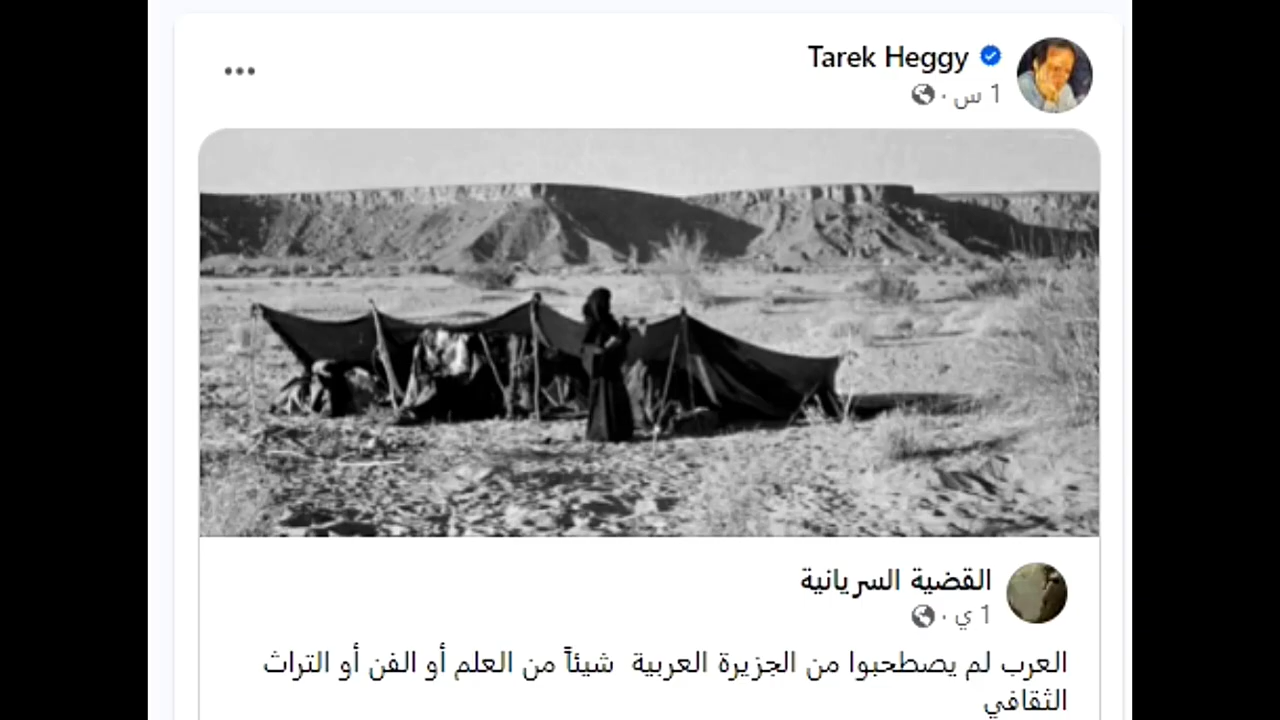 Tarek Heggy
1 س
القضية السريانية
1 ي
العرب لم يصطحبوا من الجزيرة العربية شيئاً من العلم أو الفن أو التراث
الثقافي